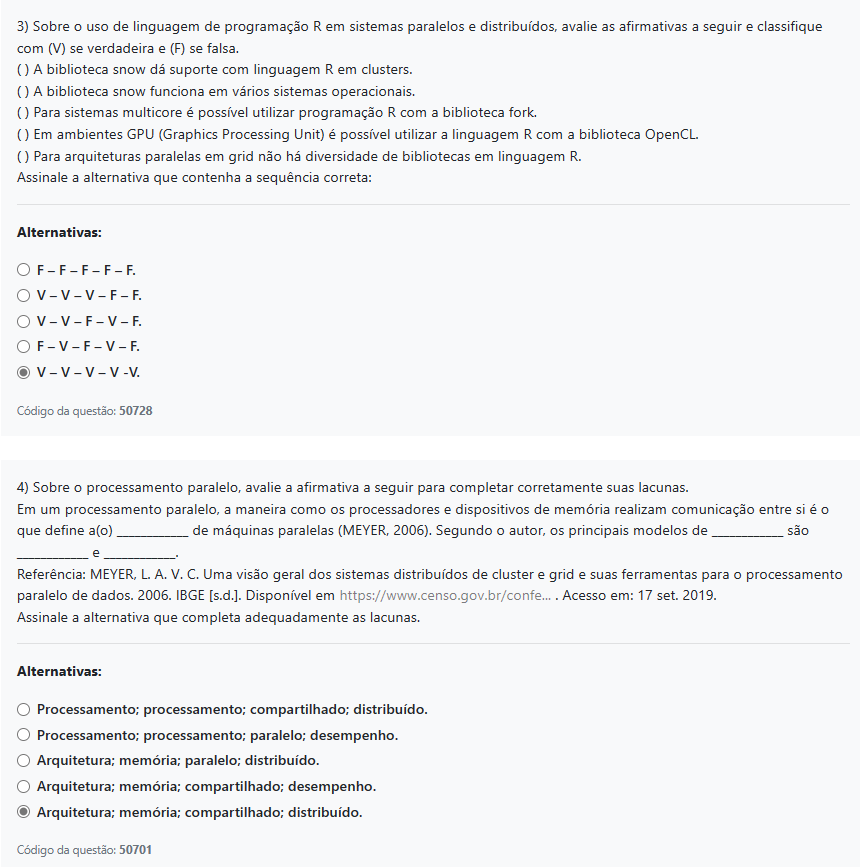 3) Sobre o uso de linguagem de programação R em sistemas paralelos e distribuídos, avalie as afirmativas a seguir e classifique
com (V) se verdadeira e (F) se falsa.
( ) A biblioteca snow dá suporte com linguagem R em clusters.
( ) A biblioteca snow funciona em vários sistemas operacionais.
( ) Para sistemas multicore é possível utilizar programação R com a biblioteca fork.
( ) Em ambientes GPU (Graphics Processing Unit) é possível utilizar a linguagem R com a biblioteca OpenCL.
( ) Para arquiteturas paralelas em grid não há diversidade de bibliotecas em linguagem R.
Assinale a alternativa que contenha a sequência correta:
Alternativas:
F – F – F – F – F.
V – V – V – F – F.
V – V – F – V – F.
F – V – F – V – F.
V – V – V – V -V.
Código da questão: 50728
4) Sobre o processamento paralelo, avalie a afirmativa a seguir para completar corretamente suas lacunas.
Em um processamento paralelo, a maneira como os processadores e dispositivos de memória realizam comunicação entre si é o
que define a(o) ____________ de máquinas paralelas (MEYER, 2006). Segundo o autor, os principais modelos de ____________ são
____________ e ____________.
Referência: MEYER, L. A. V. C. Uma visão geral dos sistemas distribuídos de cluster e grid e suas ferramentas para o processamento
paralelo de dados. 2006. IBGE [s.d.]. Disponível em https://www.censo.gov.br/confe... . Acesso em: 17 set. 2019.
Assinale a alternativa que completa adequadamente as lacunas.
Alternativas:
Processamento; processamento; compartilhado; distribuído.
Processamento; processamento; paralelo; desempenho.
Arquitetura; memória; paralelo; distribuído.
Arquitetura; memória; compartilhado; desempenho.
Arquitetura; memória; compartilhado; distribuído.
Código da questão: 50701